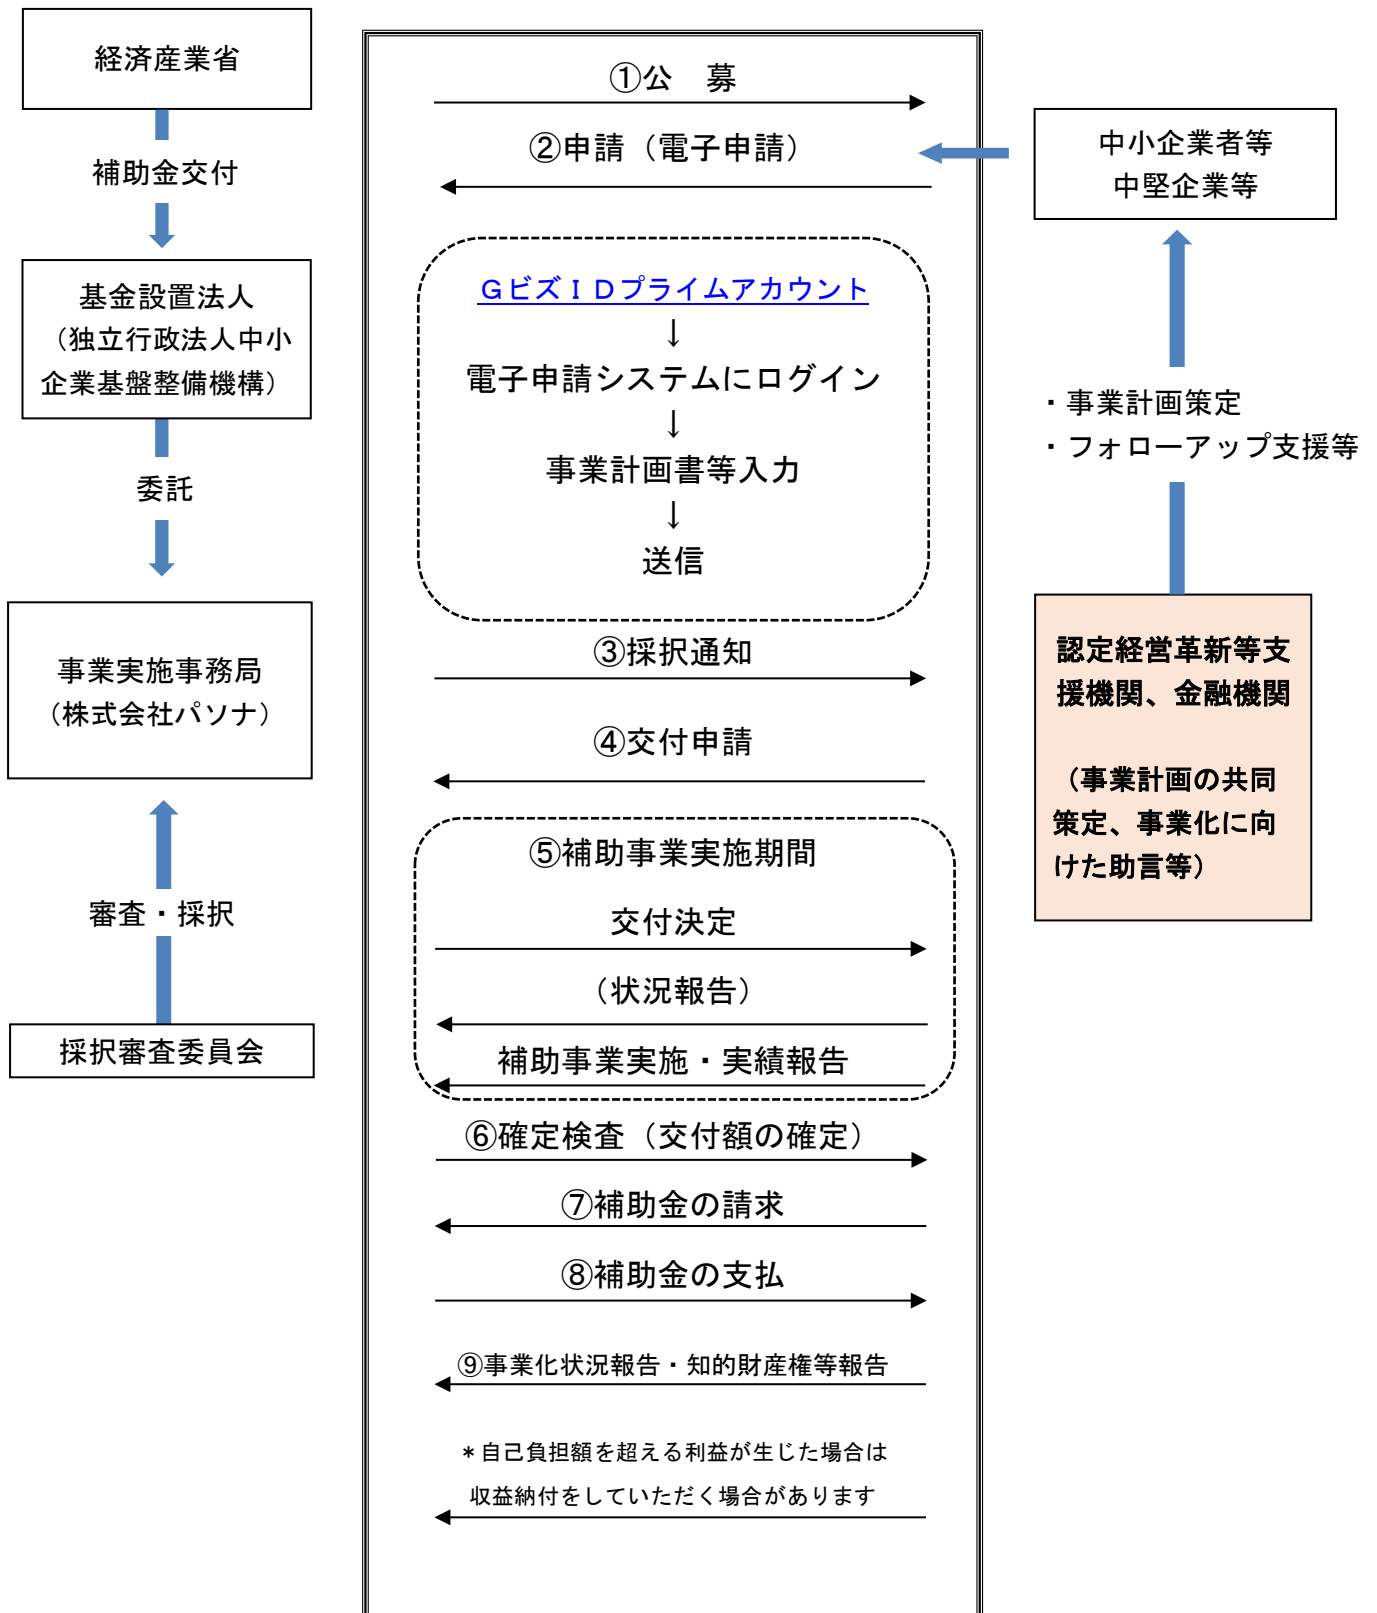 経済産業省
補助金交付
基金設置法人
（独立行政法人中小
企業基盤整備機構）
委託
事業実施事務局
（株式会社パソナ）
審査・採択
採択審査委員会
①公　募
②申請（電子申請）
ＧビズＩＤプライムアカウント
↓
電子申請システムにログイン
↓
事業計画書等入力
↓
送信
③採択通知
④交付申請
⑤補助事業実施期間
交付決定
（状況報告）
補助事業実施・実績報告
⑥確定検査（交付額の確定）
⑦補助金の請求
⑧補助金の支払
⑨事業化状況報告・知的財産権等報告
＊自己負担額を超える利益が生じた場合は
収益納付をしていただく場合があります
中小企業者等
中堅企業等
・事業計画策定
・フォローアップ支援等
認定経営革新等支
援機関、金融機関
（事業計画の共同
策定、事業化に向
けた助言等）